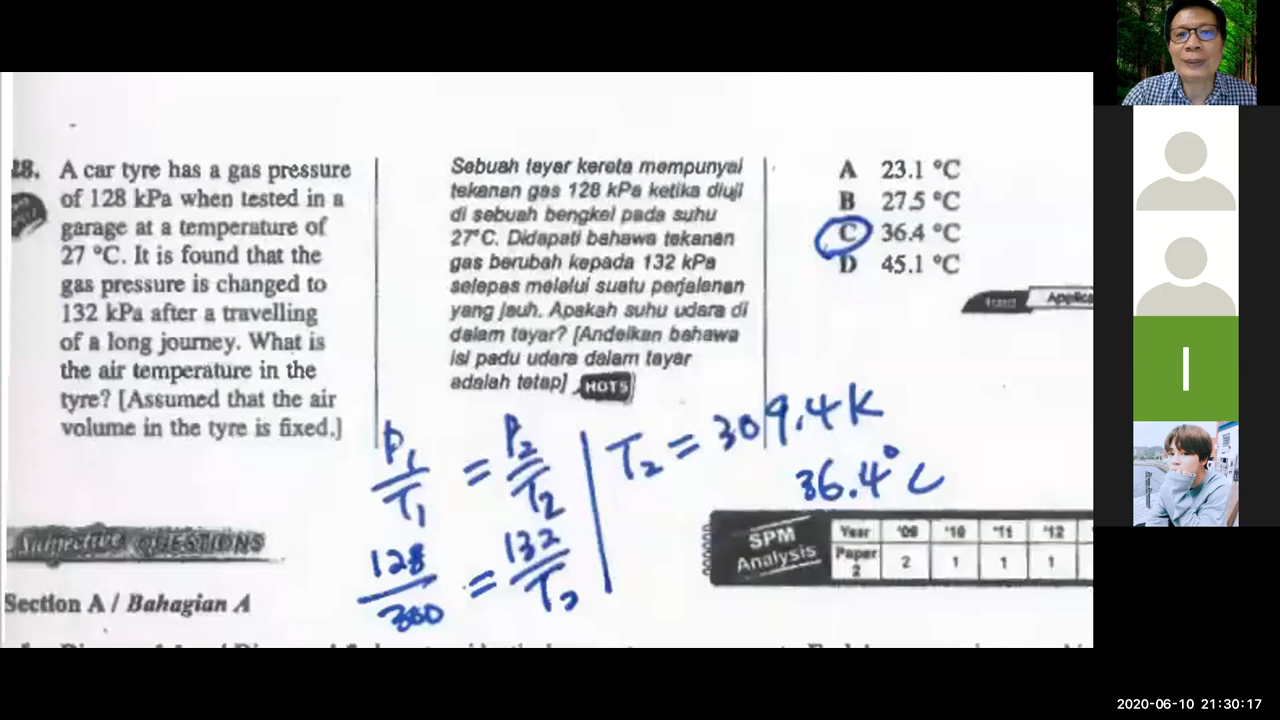 28. A car tyre has a gas pressure
of 128 kPa when tested in a
garage at a temperature of
27 °C. It is found that the
gas pressure is changed to
132 kPa after a travelling
of a long journey. What is
the air temperature in the
tyre? [Assumed that the air
volume in the tyre is fixed.]
Sebuah tayar kereta mempunyai
tekanan gas 128 kPa ketika diuji
di sebuah bengkel pada suhu
27°C. Didapati bahawa tekanan
gas berubah kepada 132 kPa
selepas melalui suatu perjalanan
yang jauh. Apakah suhu udara di
dalam tayar? [Andaikan bahawa
isi padu udara dalam tayar
adalah tetap] HOTS
A 23.1 °C
B 27.5 °C
C 36.4 °C
D 45.1 °C
P₁/T₁ = P₂/T₂
128/300 = 132/T₂
T₂ = 309.4 K
36.4°C
Subjective QUESTIONS
Section A / Bahagian A
SPM Analysis
Year '09 '10 '11 '12
Paper 2 2 1 1 1
I
2020-06-10 21:30:17